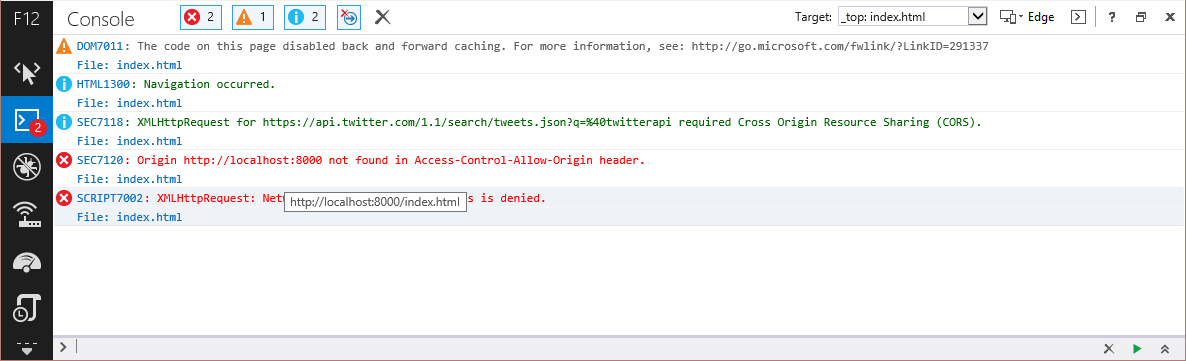 F12 Console 2 1 2 Target: _top: index.html Edge ?
DOM7011: The code on this page disabled back and forward caching. For more information, see: http://go.microsoft.com/fwlink/?LinkID=291337
File: index.html
HTML1300: Navigation occurred.
File: index.html
2
SEC7118: XMLHttpRequest for https://api.twitter.com/1.1/search/tweets.json?q=%40twitterapi required Cross Origin Resource Sharing (CORS).
File: index.html
SEC7120: Origin http://localhost:8000 not found in Access-Control-Allow-Origin header.
File: index.html
SCRIPT7002: XMLHttpRequest: Net http://localhost:8000/index.html s is denied.
File: index.html